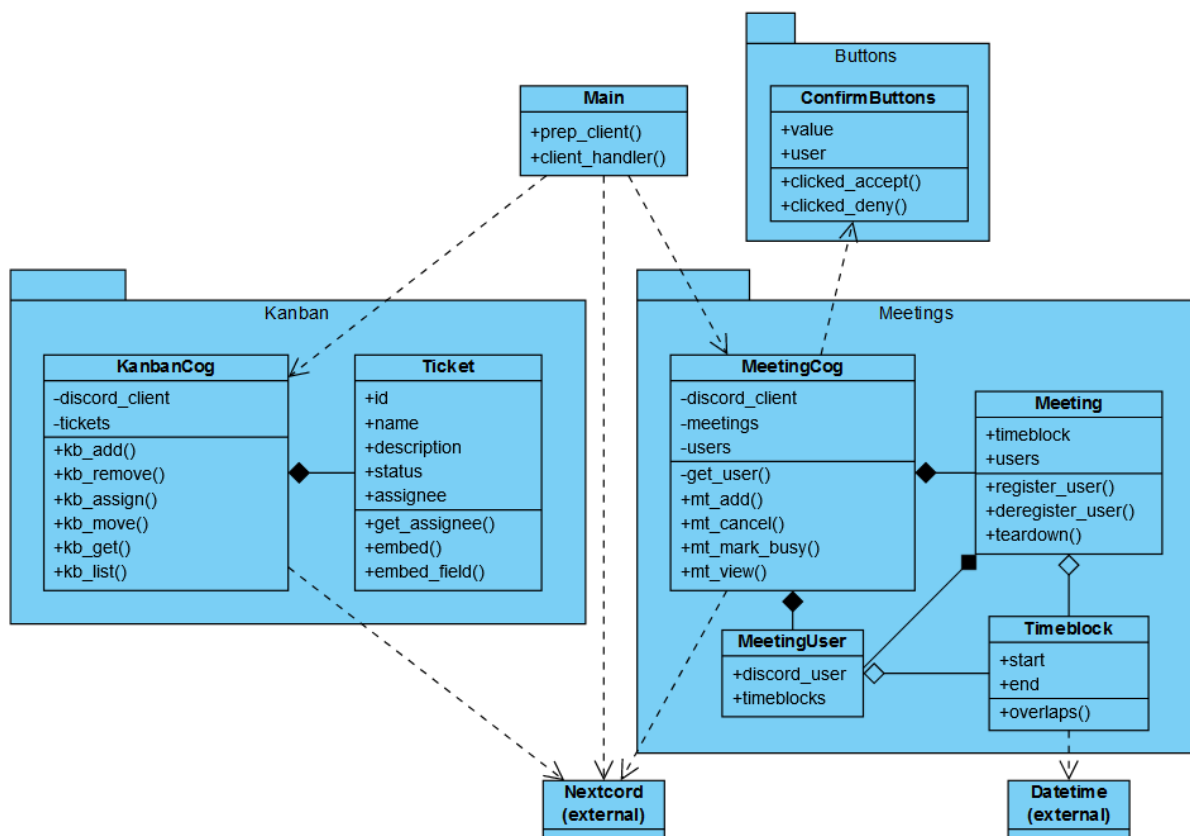 Buttons
ConfirmButtons
+value
+user
+clicked_accept()
+clicked_deny()
Main
+prep_client()
+client_handler()
Kanban
KanbanCog
-discord_client
-tickets
+kb_add()
+kb_remove()
+kb_assign()
+kb_move()
+kb_get()
+kb_list()
Ticket
+id
+name
+description
+status
+assignee
+get_assignee()
+embed()
+embed_field()
Meetings
MeetingCog
-discord_client
-meetings
-users
-get_user()
+mt_add()
+mt_cancel()
+mt_mark_busy()
+mt_view()
Meeting
+timeblock
+users
+register_user()
+deregister_user()
+teardown()
MeetingUser
+discord_user
+timeblocks
Timeblock
+start
+end
+overlaps()
Nextcord
(external)
Datetime
(external)